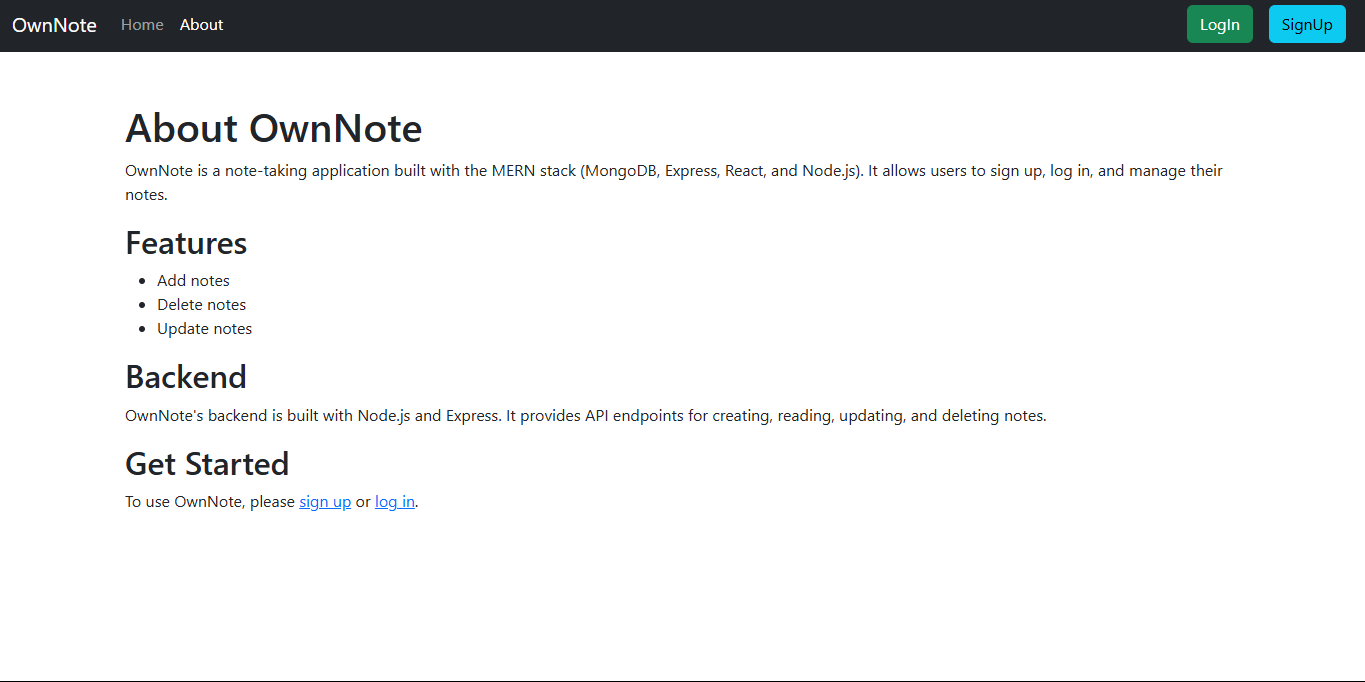 OwnNote Home About LogIn SignUp
About OwnNote
OwnNote is a note-taking application built with the MERN stack (MongoDB, Express, React, and Node.js). It allows users to sign up, log in, and manage their
notes.
Features
Add notes
Delete notes
Update notes
Backend
OwnNote's backend is built with Node.js and Express. It provides API endpoints for creating, reading, updating, and deleting notes.
Get Started
To use OwnNote, please sign up or log in.